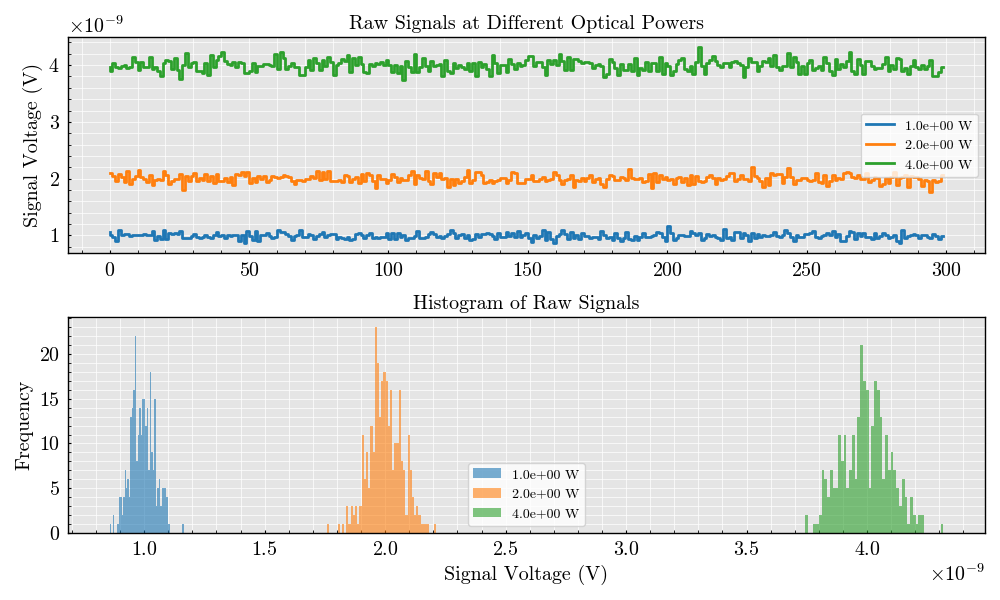 Raw Signals at Different Optical Powers
×10⁻⁹
Signal Voltage (V)
4
3
2
1
1.0e+00 W
2.0e+00 W
4.0e+00 W
0 50 100 150 200 250 300
Histogram of Raw Signals
Frequency
20
15
10
5
0
1.0e+00 W
2.0e+00 W
4.0e+00 W
1.0 1.5 2.0 2.5 3.0 3.5 4.0
Signal Voltage (V)
×10⁻⁹